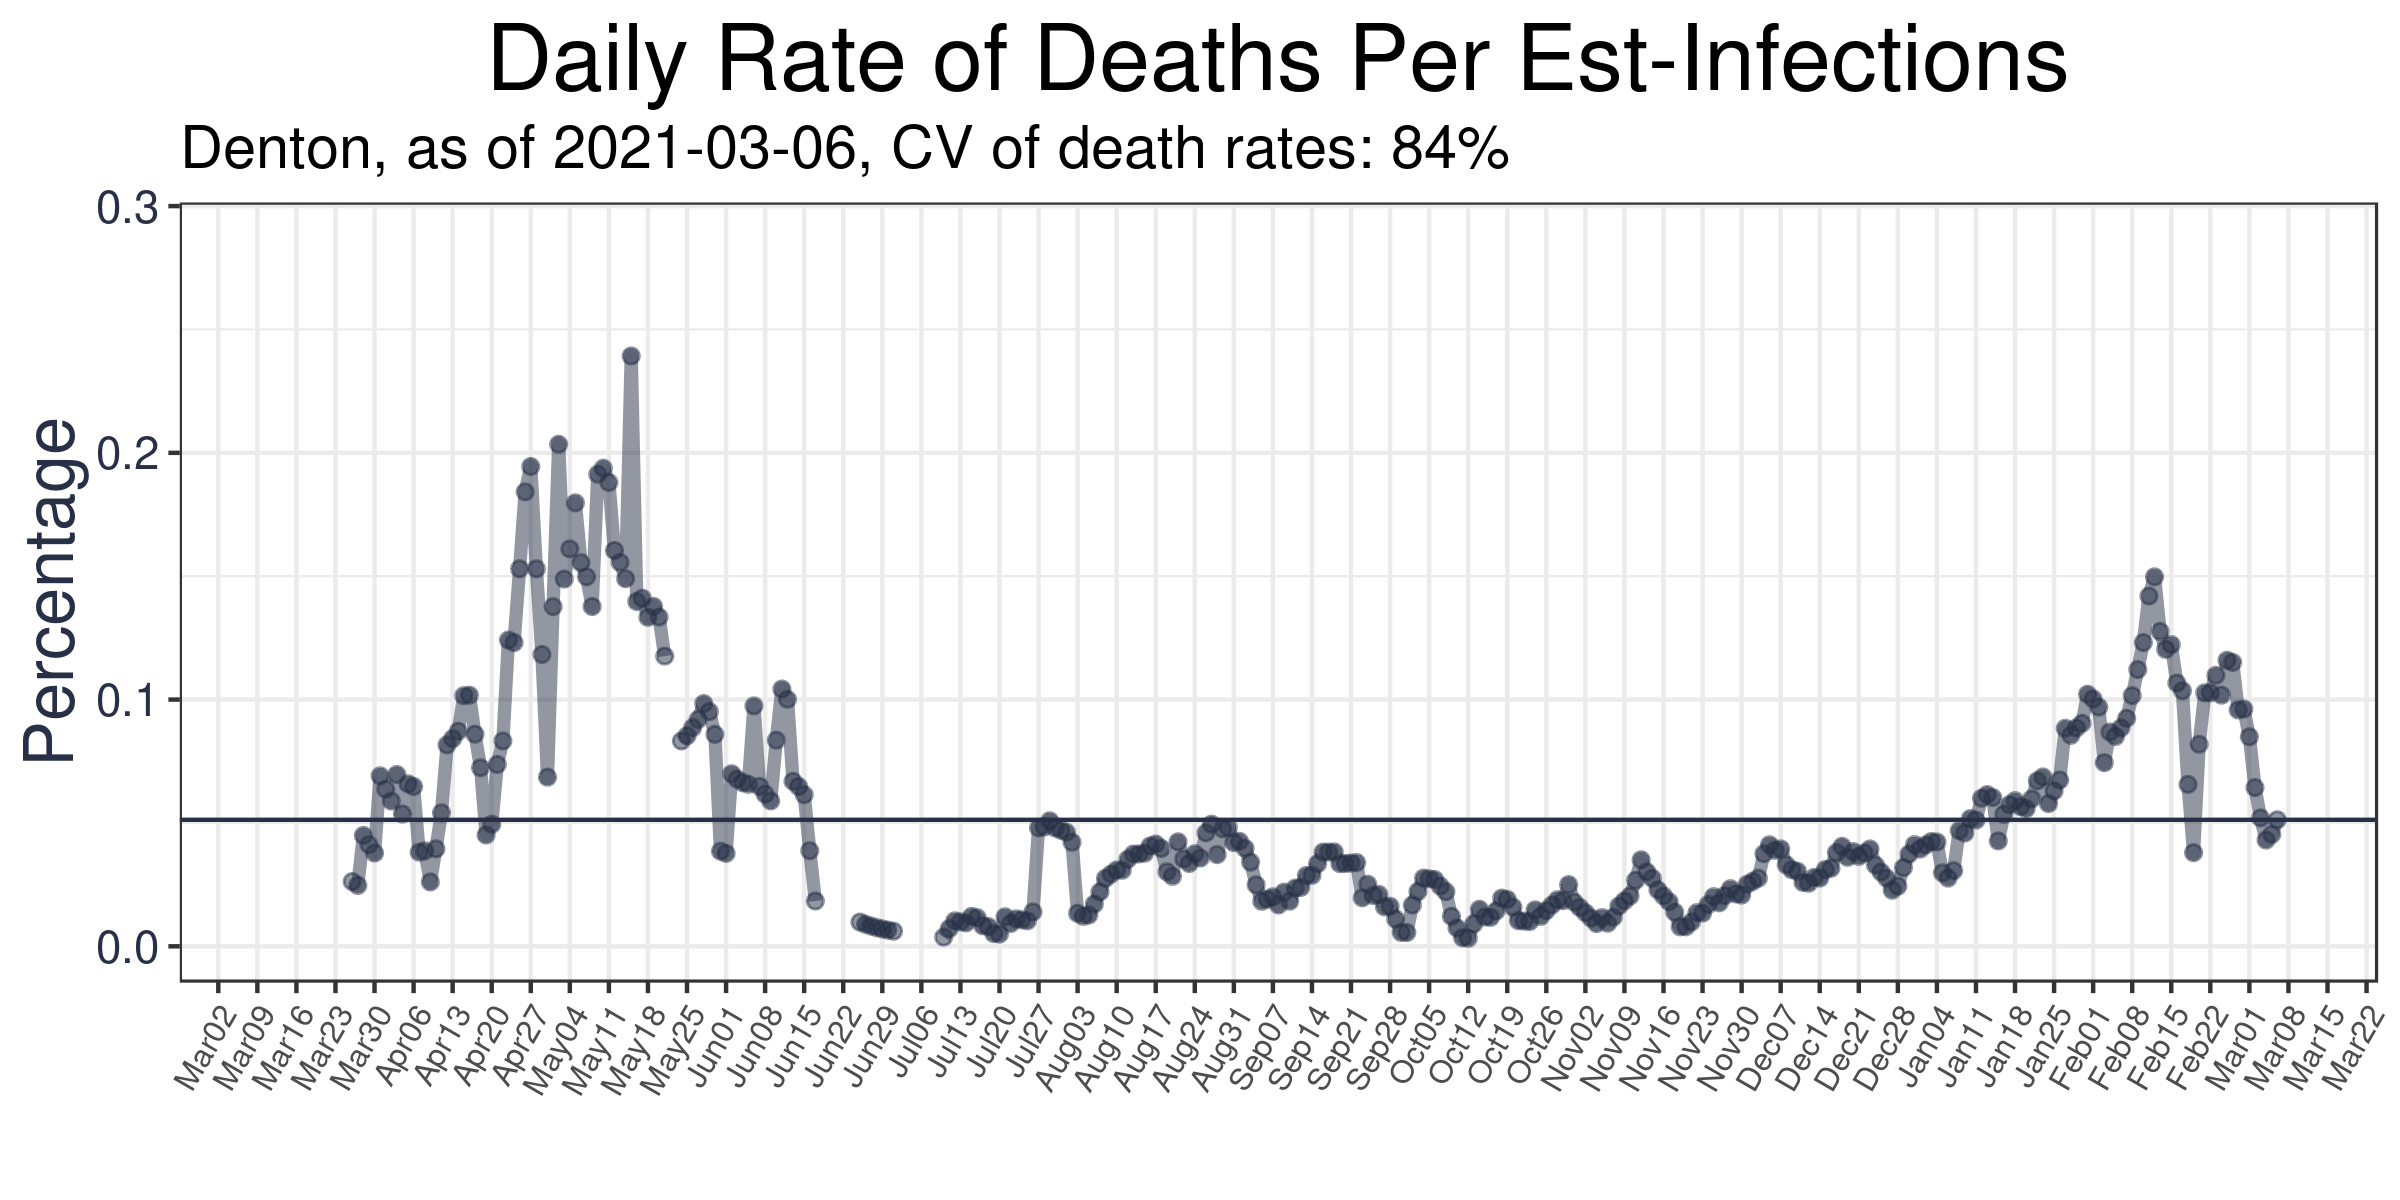 Daily Rate of Deaths Per Est-Infections
Denton, as of 2021-03-06, CV of death rates: 84%
Percentage
0.3
0.2
0.1
0.0
Mar02
Mar09
Mar16
Mar23
Mar30
Apr06
Apr13
Apr20
Apr27
May04
May11
May18
May25
Jun01
Jun08
Jun15
Jun22
Jun29
Jul06
Jul13
Jul20
Jul27
Aug03
Aug10
Aug17
Aug24
Aug31
Sep07
Sep14
Sep21
Sep28
Oct05
Oct12
Oct19
Oct26
Nov02
Nov09
Nov16
Nov23
Nov30
Dec07
Dec14
Dec21
Dec28
Jan04
Jan11
Jan18
Jan25
Feb01
Feb08
Feb15
Feb22
Mar01
Mar08
Mar15
Mar22